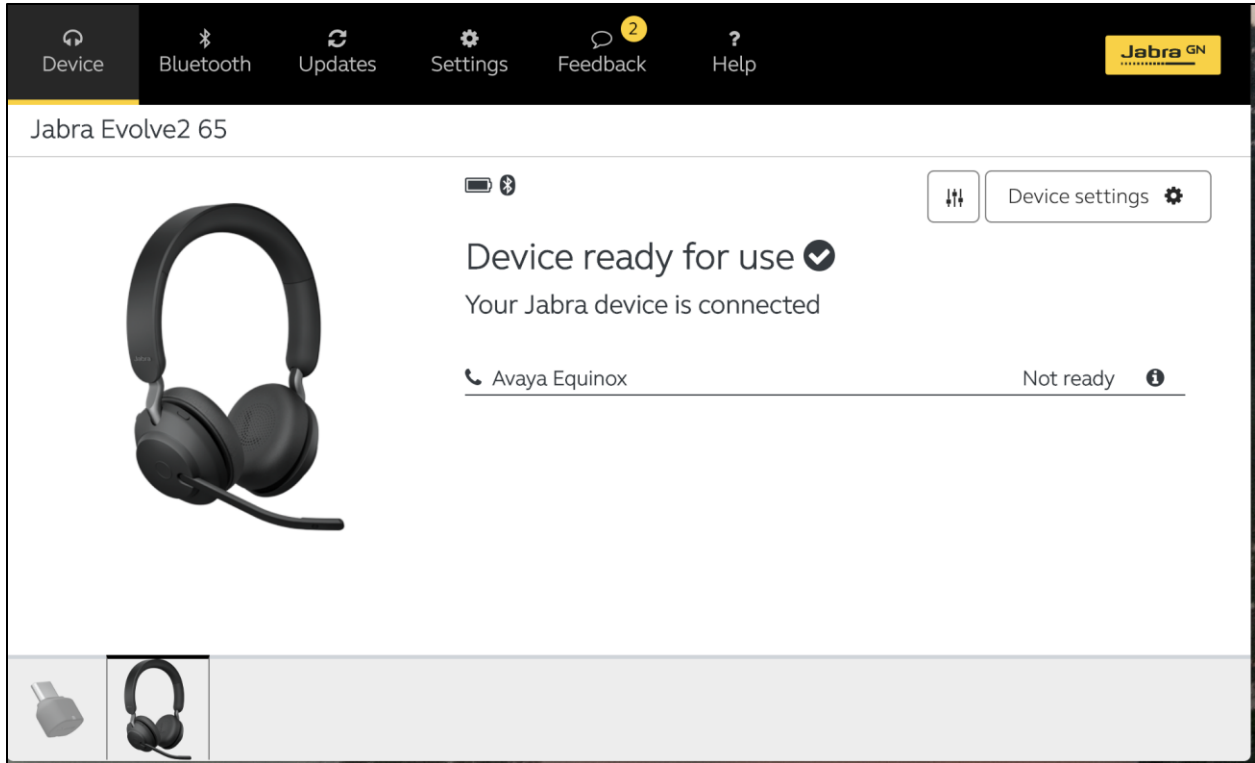 Device
Bluetooth
Updates
Settings
2
Feedback
?
Help
Jabra GN
Jabra Evolve2 65
Device settings
Device ready for use
Your Jabra device is connected
Avaya Equinox
Not ready
Jabra